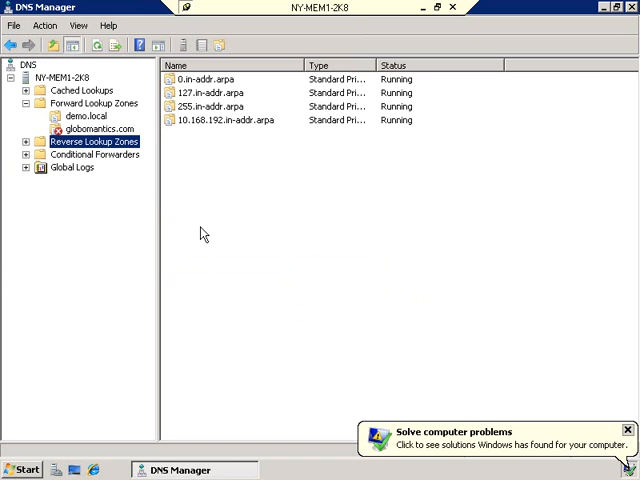 DNS Manager
NY-MEM1-2K8
File Action View Help
DNS
NY-MEM1-2K8
Cached Lookups
Forward Lookup Zones
demo.local
globomantics.com
Reverse Lookup Zones
Conditional Forwarders
Global Logs
Name Type Status
0.in-addr.arpa Standard Pri... Running
127.in-addr.arpa Standard Pri... Running
255.in-addr.arpa Standard Pri... Running
10.168.192.in-addr.arpa Standard Pri... Running
Solve computer problems
Click to see solutions Windows has found for your computer.
Start
DNS Manager